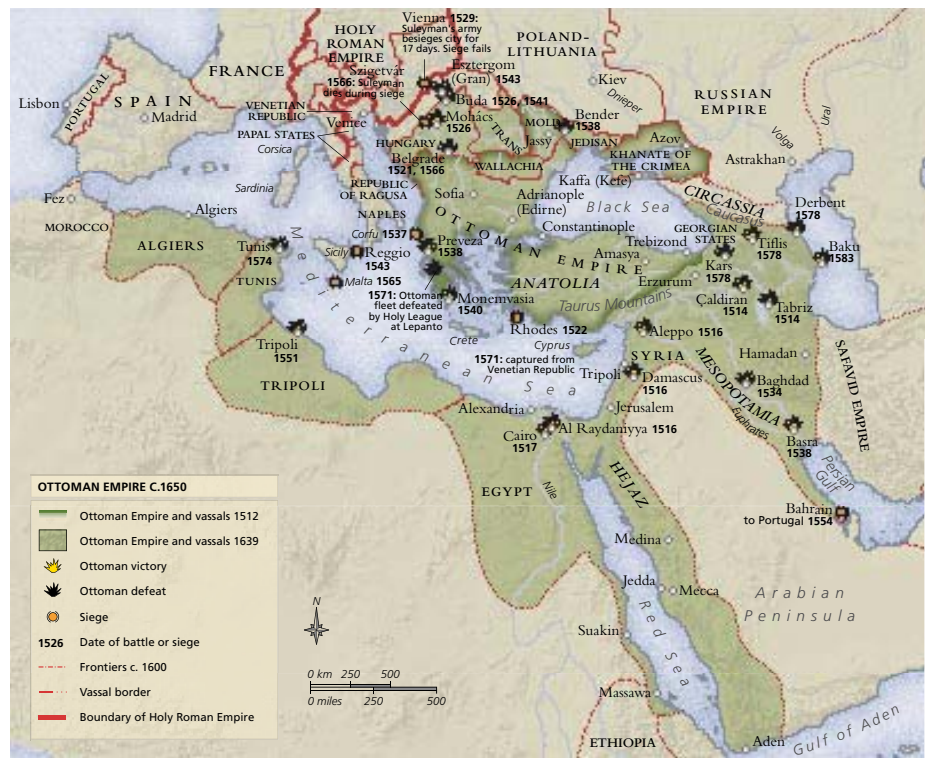 Vienna 1529:
Suleyman's army
besieges city for
17 days. Siege fails
HOLY
ROMAN
EMPIRE
POLAND-
LITHUANIA
FRANCE
Szigetvár
1566: Suleyman
dies during siege
Esztergom
(Gran) 1543
Kiev
Dnieper
RUSSIAN
EMPIRE
Ural
Volga
PORTUGAL
Lisbon
SPAIN
Madrid
VENETIAN
REPUBLIC
Venice
PAPAL STATES
Corsica
Buda 1526, 1541
Mohács
1526
HUNGARY
TRANS.
MOLD.
Jassy
Bender
1538
JEDISAN
Azov
KHANATE OF
THE CRIMEA
Astrakhan
Belgrade
1521, 1566
WALLACHIA
Kaffa (Kefe)
CIRCASSIA
Caucasus
Derbent
1578
Fez
MOROCCO
Sardinia
REPUBLIC
OF RAGUSA
Sofia
Adrianople
(Edirne)
Black Sea
Algiers
NAPLES
Constantinople
GEORGIAN
STATES
Tiflis
1578
Baku
1583
ALGIERS
Tunis
1574
TUNIS
Sicily
Corfu 1537
Reggio
1543
Malta 1565
Preveza
1538
OTTOMAN EMPIRE
Trebizond
Amasya
ANATOLIA
Erzurum
Kars
1578
Taurus Mountains
Çaldiran
1514
Tabriz
1514
1571: Ottoman
fleet defeated
by Holy League
at Lepanto
Monemvasia
1540
Rhodes 1522
Crete
Cyprus
1571: captured from
Venetian Republic
Mediterranean Sea
Tripoli
1551
TRIPOLI
Aleppo 1516
SYRIA
Tripoli
Damascus
1516
MESOPOTAMIA
Hamadan
Baghdad
1534
Euphrates
SAFAVID EMPIRE
Alexandria
Jerusalem
Cairo
1517
Al Raydaniyya 1516
Basra
1538
Persian
Gulf
EGYPT
Nile
HEJAZ
Bahrain
to Portugal 1554
Medina
Jedda
Mecca
Arabian
Peninsula
Red Sea
Suakin
Massawa
ETHIOPIA
Aden
Gulf of Aden
OTTOMAN EMPIRE C.1650
Ottoman Empire and vassals 1512
Ottoman Empire and vassals 1639
Ottoman victory
Ottoman defeat
Siege
1526 Date of battle or siege
Frontiers c. 1600
Vassal border
Boundary of Holy Roman Empire
N
0 km 250 500
0 miles 250 500